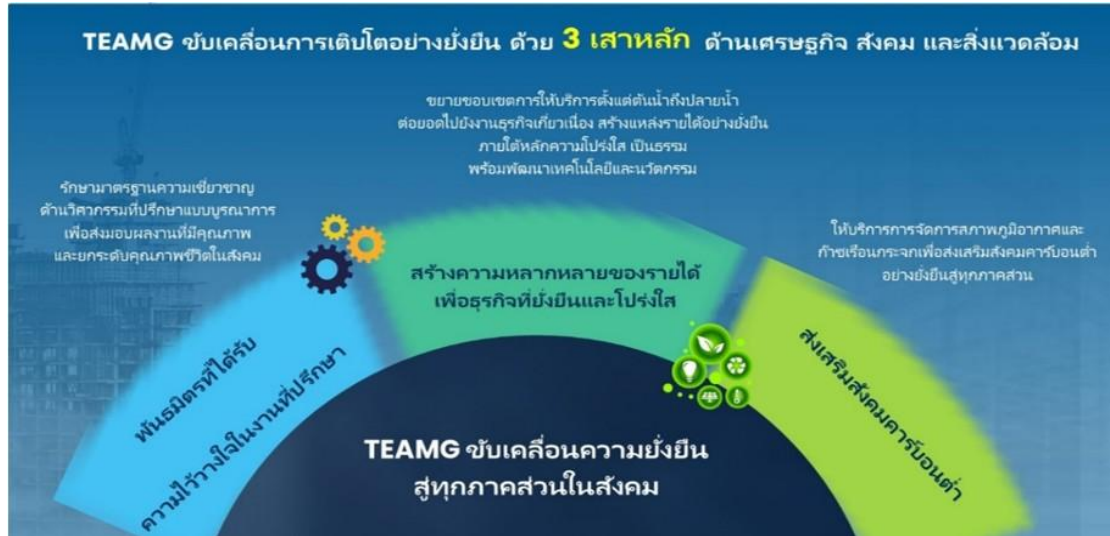 TEAMG ขับเคลื่อนการเติบโตอย่างยั่งยืน ด้วย 3 เสาหลัก ด้านเศรษฐกิจ สังคม และสิ่งแวดล้อม
ขยายขอบเขตการให้บริการตั้งแต่ต้นน้ำถึงปลายน้ำ
ต่อยอดไปยังงานธุรกิจเกี่ยวเนื่อง สร้างแหล่งรายได้อย่างยั่งยืน
ภายใต้หลักความโปร่งใส เป็นธรรม
พร้อมพัฒนาเทคโนโลยีและนวัตกรรม
รักษามาตรฐานความเชี่ยวชาญ
ด้านวิศวกรรมที่ปรึกษาแบบบูรณาการ
เพื่อส่งมอบผลงานที่มีคุณภาพ
และยกระดับคุณภาพชีวิตในสังคม
ให้บริการการจัดการสภาพภูมิอากาศและ
ก๊าซเรือนกระจกเพื่อส่งเสริมสังคมคาร์บอนต่ำ
อย่างยั่งยืนสู่ทุกภาคส่วน
พันธมิตรที่ได้รับ
ความไว้วางใจในงานที่ปรึกษา
สร้างความหลากหลายของรายได้
เพื่อธุรกิจที่ยั่งยืนและโปร่งใส
ส่งเสริมสังคมคาร์บอนต่ำ
TEAMG ขับเคลื่อนความยั่งยืน
สู่ทุกภาคส่วนในสังคม